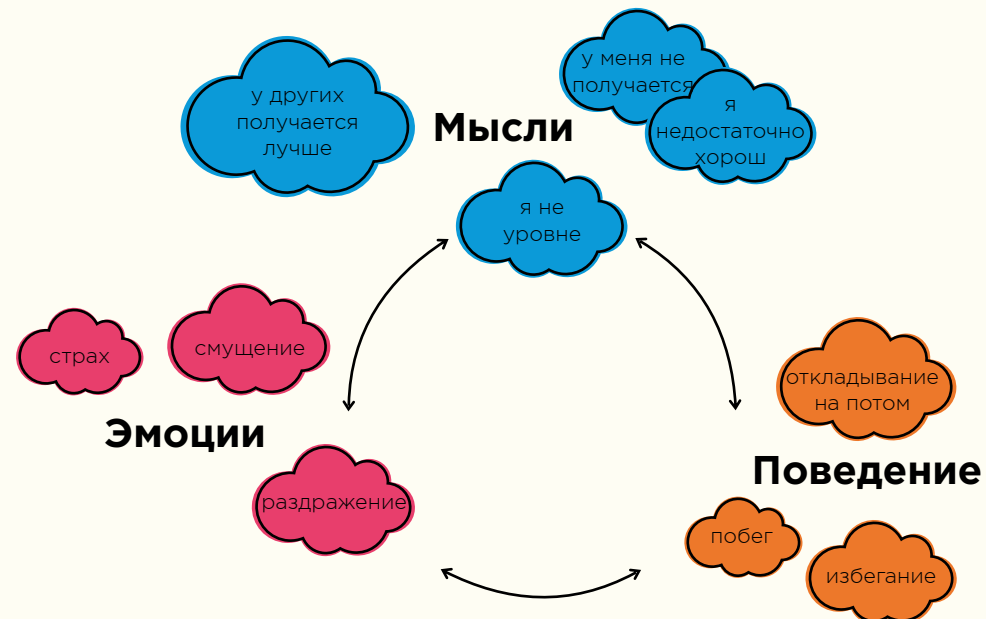 у других
получается
лучше
Мысли
у меня не
получается
я
недостаточно
хорош
я не
уровне
страх
смущение
Эмоции
раздражение
откладывание
на потом
Поведение
побег
избегание